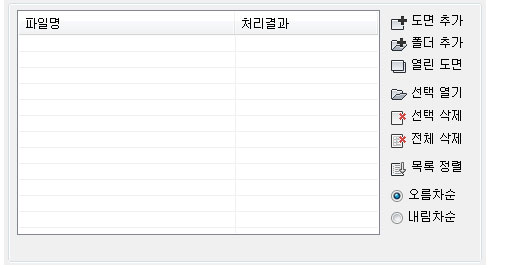 파일명 처리결과
도면 추가
폴더 추가
열린 도면
선택 열기
선택 삭제
전체 삭제
목록 정렬
오름차순
내림차순